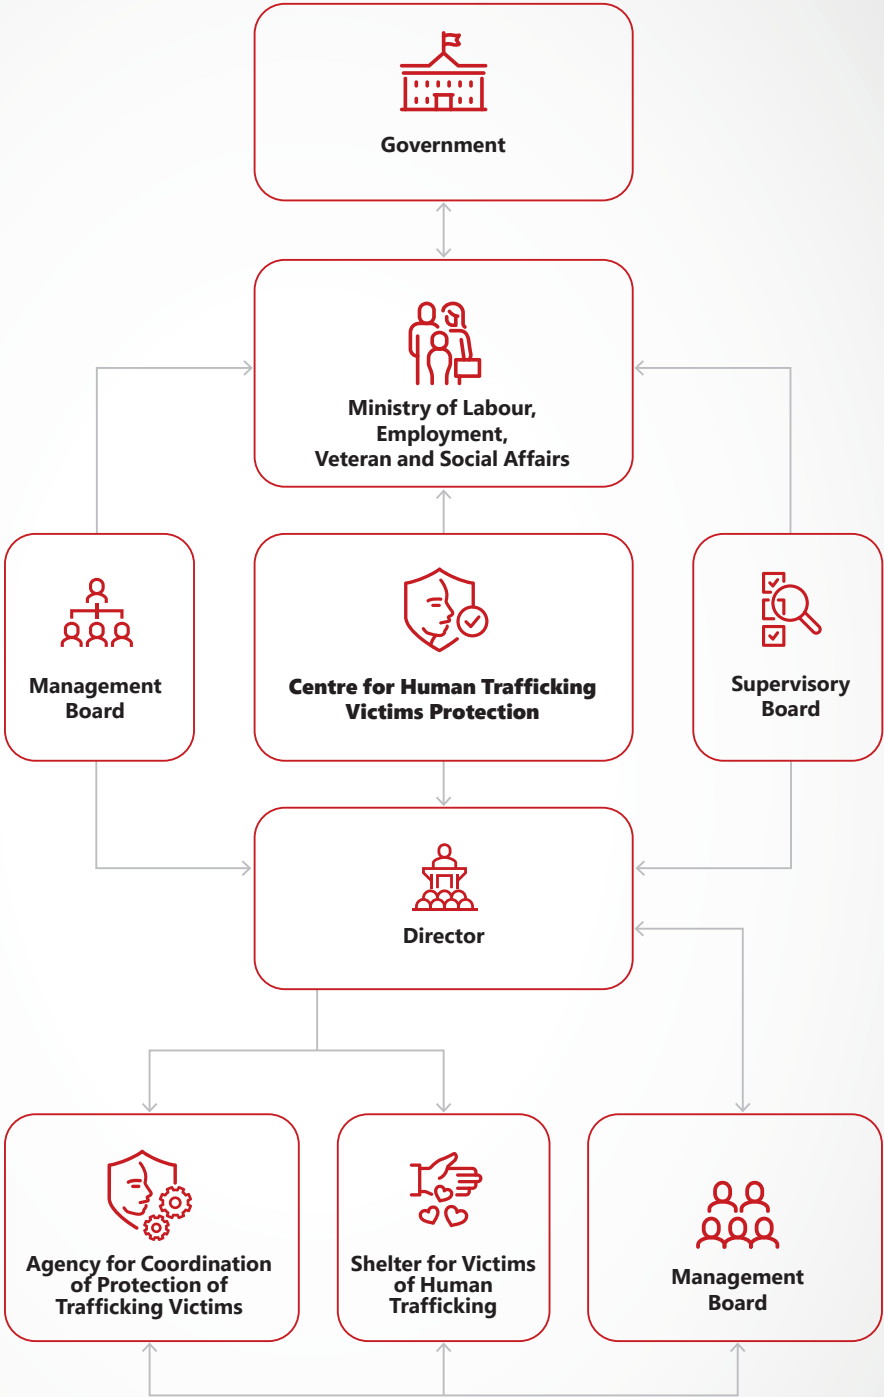 Government
Ministry of Labour,
Employment,
Veteran and Social Affairs
Management
Board
Centre for Human Trafficking
Victims Protection
Supervisory
Board
Director
Agency for Coordination
of Protection of
Trafficking Victims
Shelter for Victims
of Human
Trafficking
Management
Board